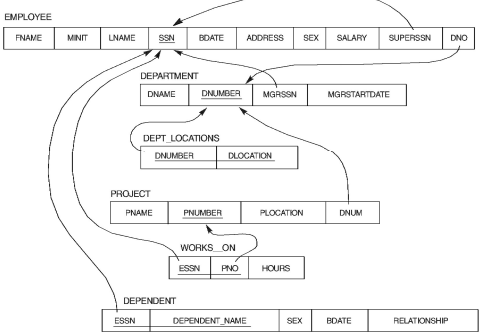 EMPLOYEE
FNAME MINIT LNAME SSN BDATE ADDRESS SEX SALARY SUPERSSN DNO
DEPARTMENT
DNAME DNUMBER MGRSSN MGRSTARTDATE
DEPT_LOCATIONS
DNUMBER DLOCATION
PROJECT
PNAME PNUMBER PLOCATION DNUM
WORKS_ON
ESSN PNO HOURS
DEPENDENT
ESSN DEPENDENT_NAME SEX BDATE RELATIONSHIP